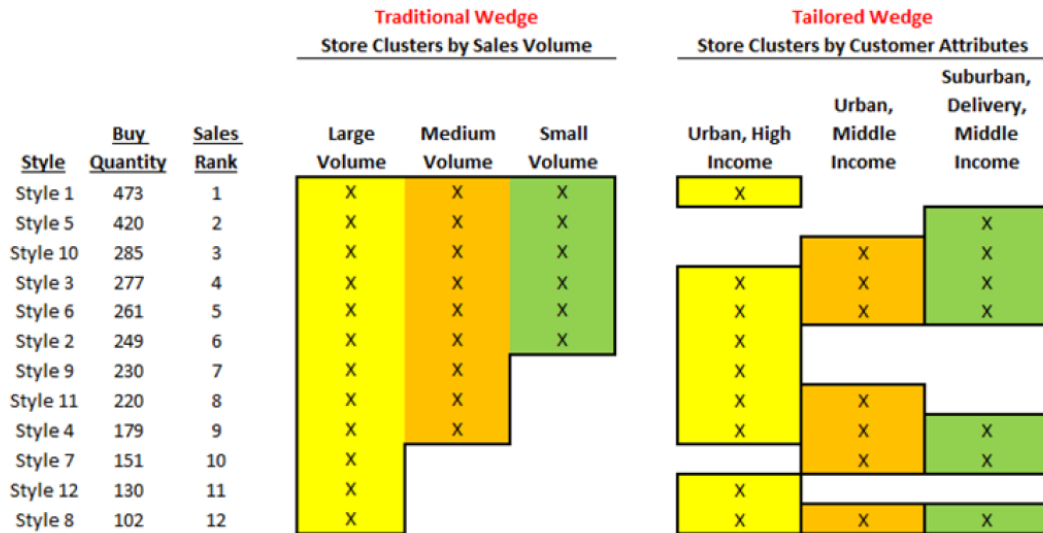 Traditional Wedge Tailored Wedge
Store Clusters by Sales Volume Store Clusters by Customer Attributes
Suburban,
Urban, Delivery,
Buy Sales Large Medium Small Urban, High Middle Middle
Style Quantity Rank Volume Volume Volume Income Income Income
Style 1 473 1 X X X X
Style 5 420 2 X X X X
Style 10 285 3 X X X X X
Style 3 277 4 X X X X X X
Style 6 261 5 X X X X X X
Style 2 249 6 X X X X
Style 9 230 7 X X X
Style 11 220 8 X X X X
Style 4 179 9 X X X X X
Style 7 151 10 X X X
Style 12 130 11 X X
Style 8 102 12 X X X X